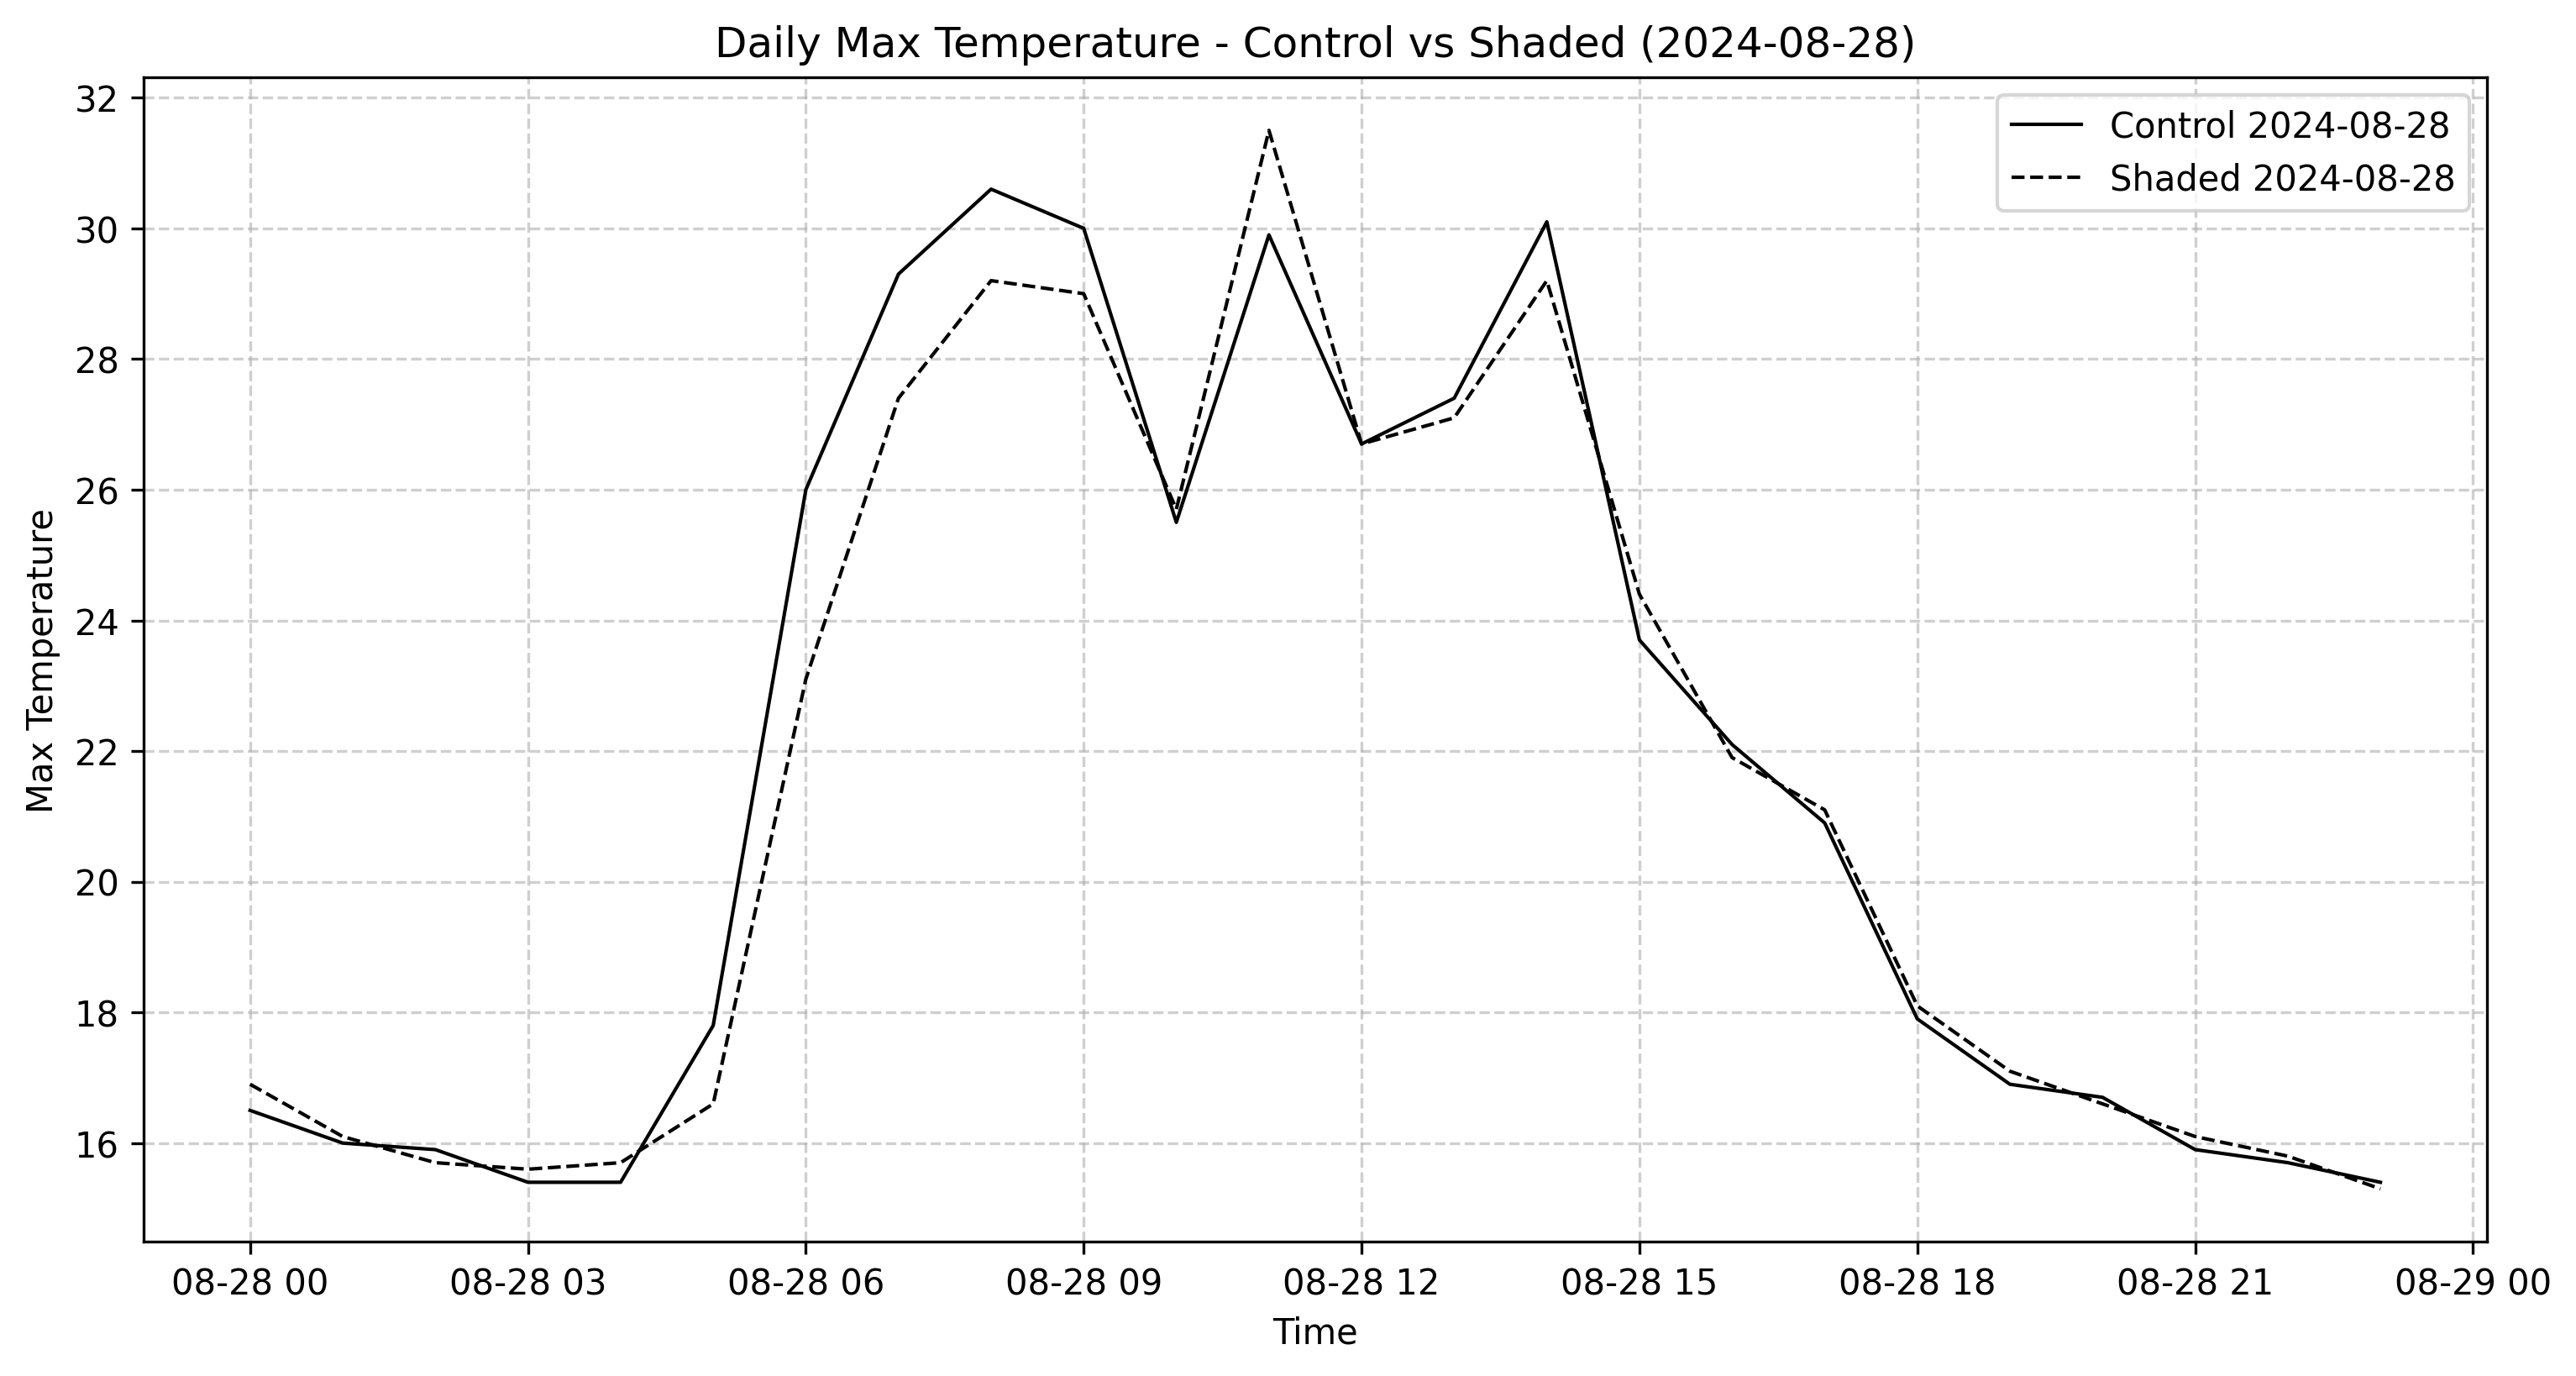 Daily Max Temperature - Control vs Shaded (2024-08-28)
Control 2024-08-28
Shaded 2024-08-28
Max Temperature
32
30
28
26
24
22
20
18
16
08-28 00 08-28 03 08-28 06 08-28 09 08-28 12 08-28 15 08-28 18 08-28 21 08-29 00
Time